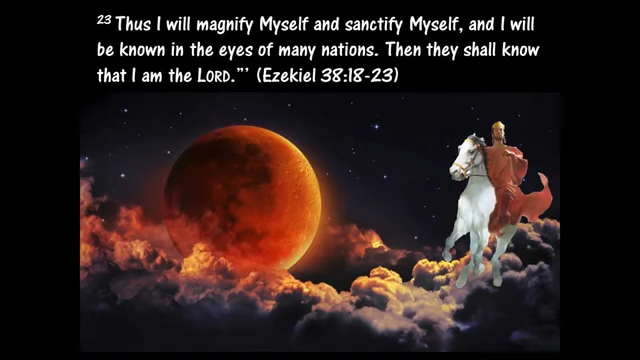 23 Thus I will magnify Myself and sanctify Myself, and I will
be known in the eyes of many nations. Then they shall know
that I am the LORD.”’ (Ezekiel 38:18-23)